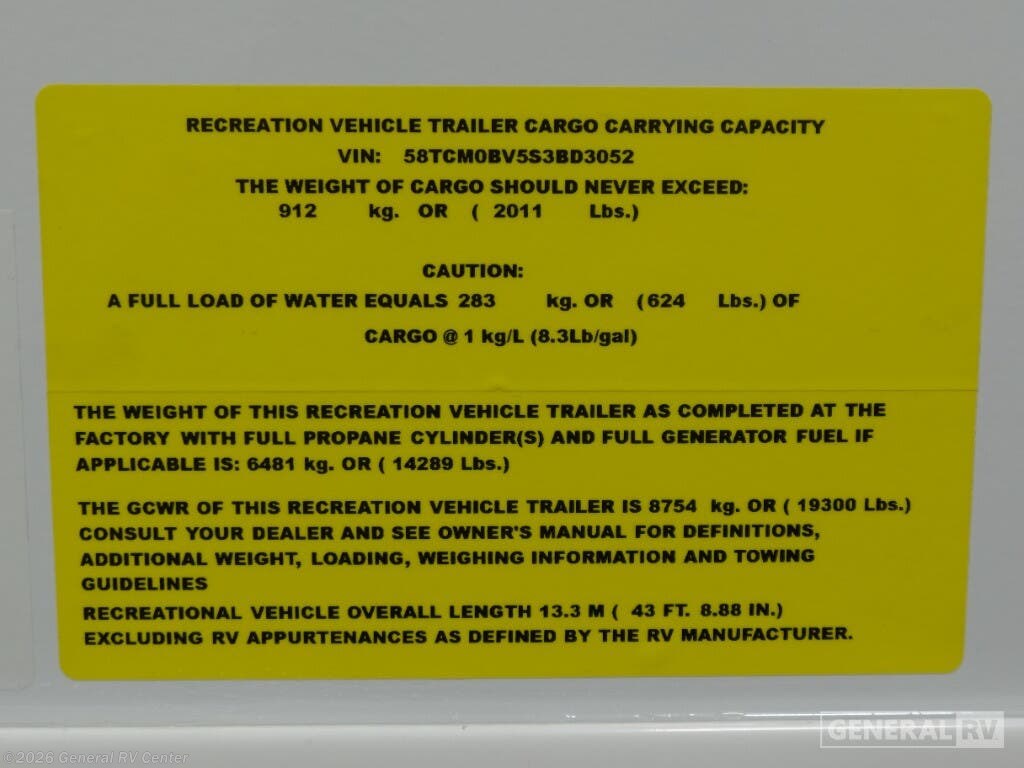 RECREATION VEHICLE TRAILER CARGO CARRYING CAPACITY
VIN: 58TCM0BV5S3BD3052
THE WEIGHT OF CARGO SHOULD NEVER EXCEED:
912 kg. OR ( 2011 Lbs.)
CAUTION:
A FULL LOAD OF WATER EQUALS 283 kg. OR (624 Lbs.) OF
CARGO @ 1 kg/L (8.3Lb/gal)
THE WEIGHT OF THIS RECREATION VEHICLE TRAILER AS COMPLETED AT THE
FACTORY WITH FULL PROPANE CYLINDER(S) AND FULL GENERATOR FUEL IF
APPLICABLE IS: 6481 kg. OR ( 14289 Lbs.)
THE GCWR OF THIS RECREATION VEHICLE TRAILER IS 8754 kg. OR ( 19300 Lbs.)
CONSULT YOUR DEALER AND SEE OWNER'S MANUAL FOR DEFINITIONS,
ADDITIONAL WEIGHT, LOADING, WEIGHING INFORMATION AND TOWING
GUIDELINES
RECREATIONAL VEHICLE OVERALL LENGTH 13.3 M ( 43 FT. 8.88 IN.)
EXCLUDING RV APPURTENANCES AS DEFINED BY THE RV MANUFACTURER.
GENERAL RV
©2026 General RV Center